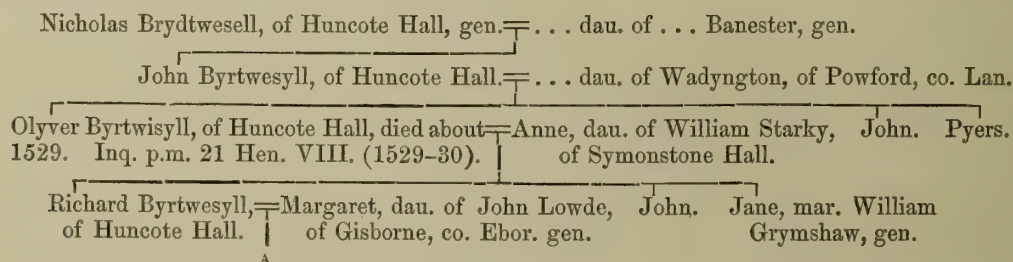 Nicholas Brydtwesell, of Huncote Hall, gen. = . . . dau. of . . . Banester, gen.
John Byrtwesyll, of Huncote Hall. = . . . dau. of Wadyngton, of Powford, co. Lan.
Olyver Byrtwisyll, of Huncote Hall, died about = Anne, dau. of William Starky, John. Pyers.
1529. Inq. p.m. 21 Hen. VIII. (1529-30). of Symonstone Hall.
Richard Byrtwesyll, = Margaret, dau. of John Lowde, John. Jane, mar. William
of Huncote Hall. of Gisborne, co. Ebor. gen. Grymshaw, gen.
A